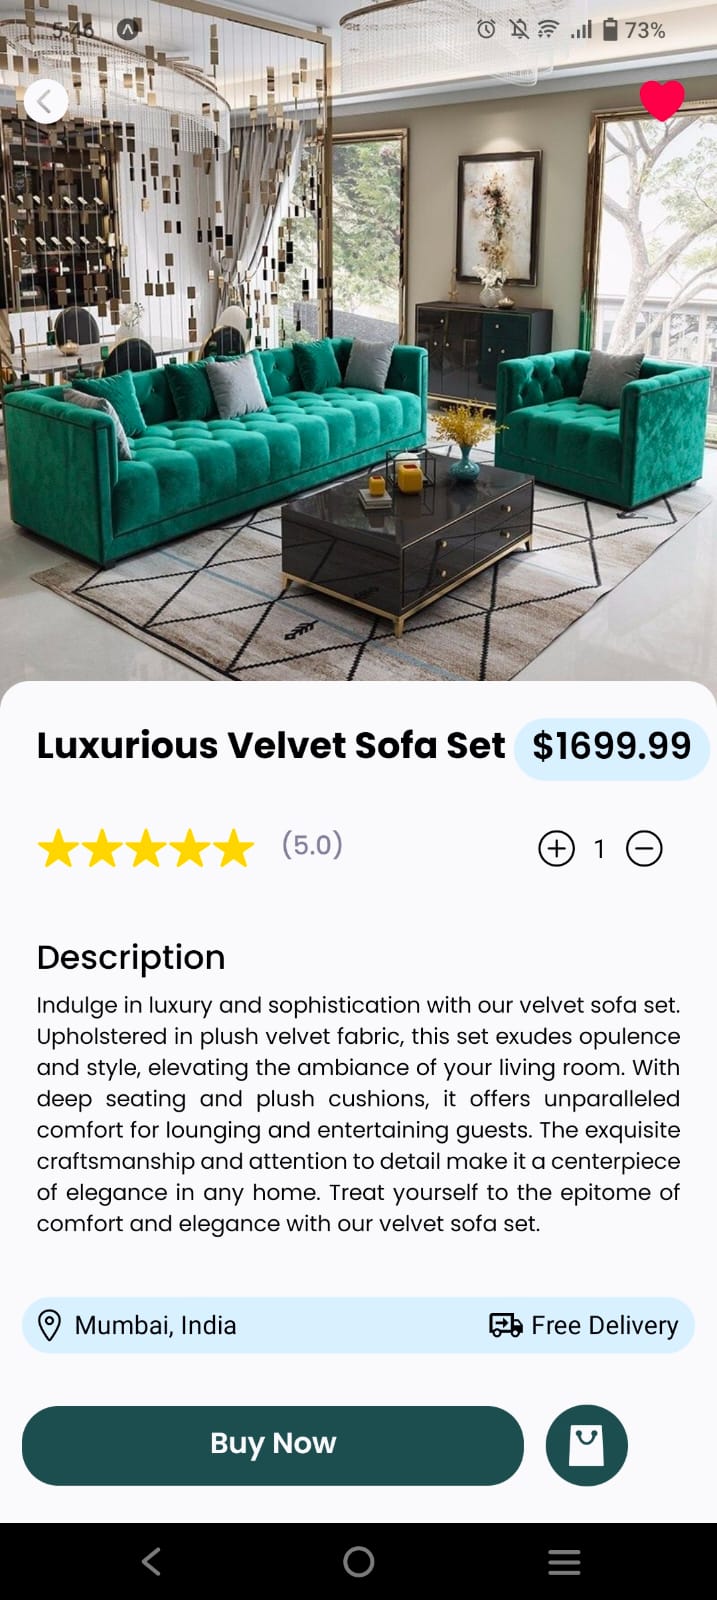 5:46 73%
Luxurious Velvet Sofa Set $1699.99
(5.0) 1
Description
Indulge in luxury and sophistication with our velvet sofa set.
Upholstered in plush velvet fabric, this set exudes opulence
and style, elevating the ambiance of your living room. With
deep seating and plush cushions, it offers unparalleled
comfort for lounging and entertaining guests. The exquisite
craftsmanship and attention to detail make it a centerpiece
of elegance in any home. Treat yourself to the epitome of
comfort and elegance with our velvet sofa set.
Mumbai, India Free Delivery
Buy Now